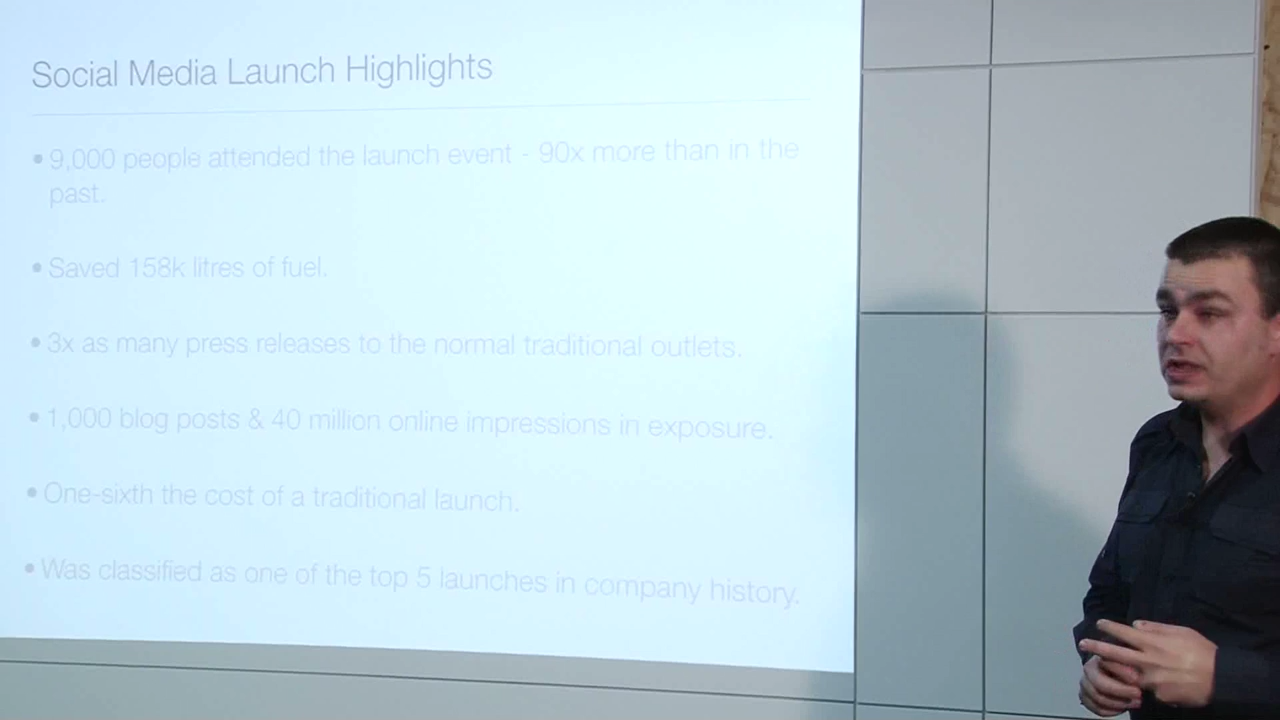 Social Media Launch Highlights
• 9,000 people attended the launch event - 90x more than in the
past.
• Saved 158k litres of fuel.
• 3x as many press releases to the normal traditional outlets.
• 1,000 blog posts & 40 million online impressions in exposure.
• One-sixth the cost of a traditional launch.
• Was classified as one of the top 5 launches in company history.